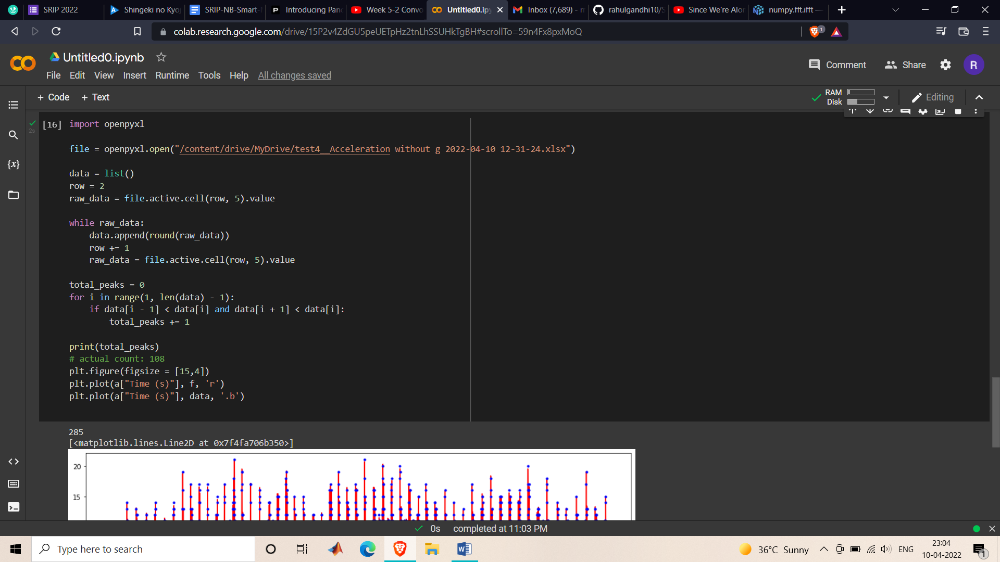 SRIP 2022
Shingeki no Kyoj
SRIP-NB-Smart-
Introducing Pand
Week 5-2 Convo
Untitled0.ipyn
Inbox (7,689) - r
rahulgandhi10/S
Since We're Alon
numpy.fft.ifft —
colab.research.google.com/drive/15P2v4ZdGU5peUETpHz2tnLhSSUHkTgBH#scrollTo=59n4Fx8pxMoQ
1
Untitled0.ipynb
Comment
Share
R
File Edit View Insert Runtime Tools Help All changes saved
+ Code + Text
RAM
Disk
Editing
[16] import openpyxl
2s
file = openpyxl.open("/content/drive/MyDrive/test4__Acceleration without g 2022-04-10 12-31-24.xlsx")
data = list()
row = 2
raw_data = file.active.cell(row, 5).value
while raw_data:
data.append(round(raw_data))
row += 1
raw_data = file.active.cell(row, 5).value
total_peaks = 0
for i in range(1, len(data) - 1):
if data[i - 1] < data[i] and data[i + 1] < data[i]:
total_peaks += 1
print(total_peaks)
# actual count: 108
plt.figure(figsize = [15,4])
plt.plot(a["Time (s)"], f, 'r')
plt.plot(a["Time (s)"], data, '.b')
285
[<matplotlib.lines.Line2D at 0x7f4fa706b350>]
20
15
0s completed at 11:03 PM
Type here to search
36°C Sunny
ENG
23:04
10-04-2022
1